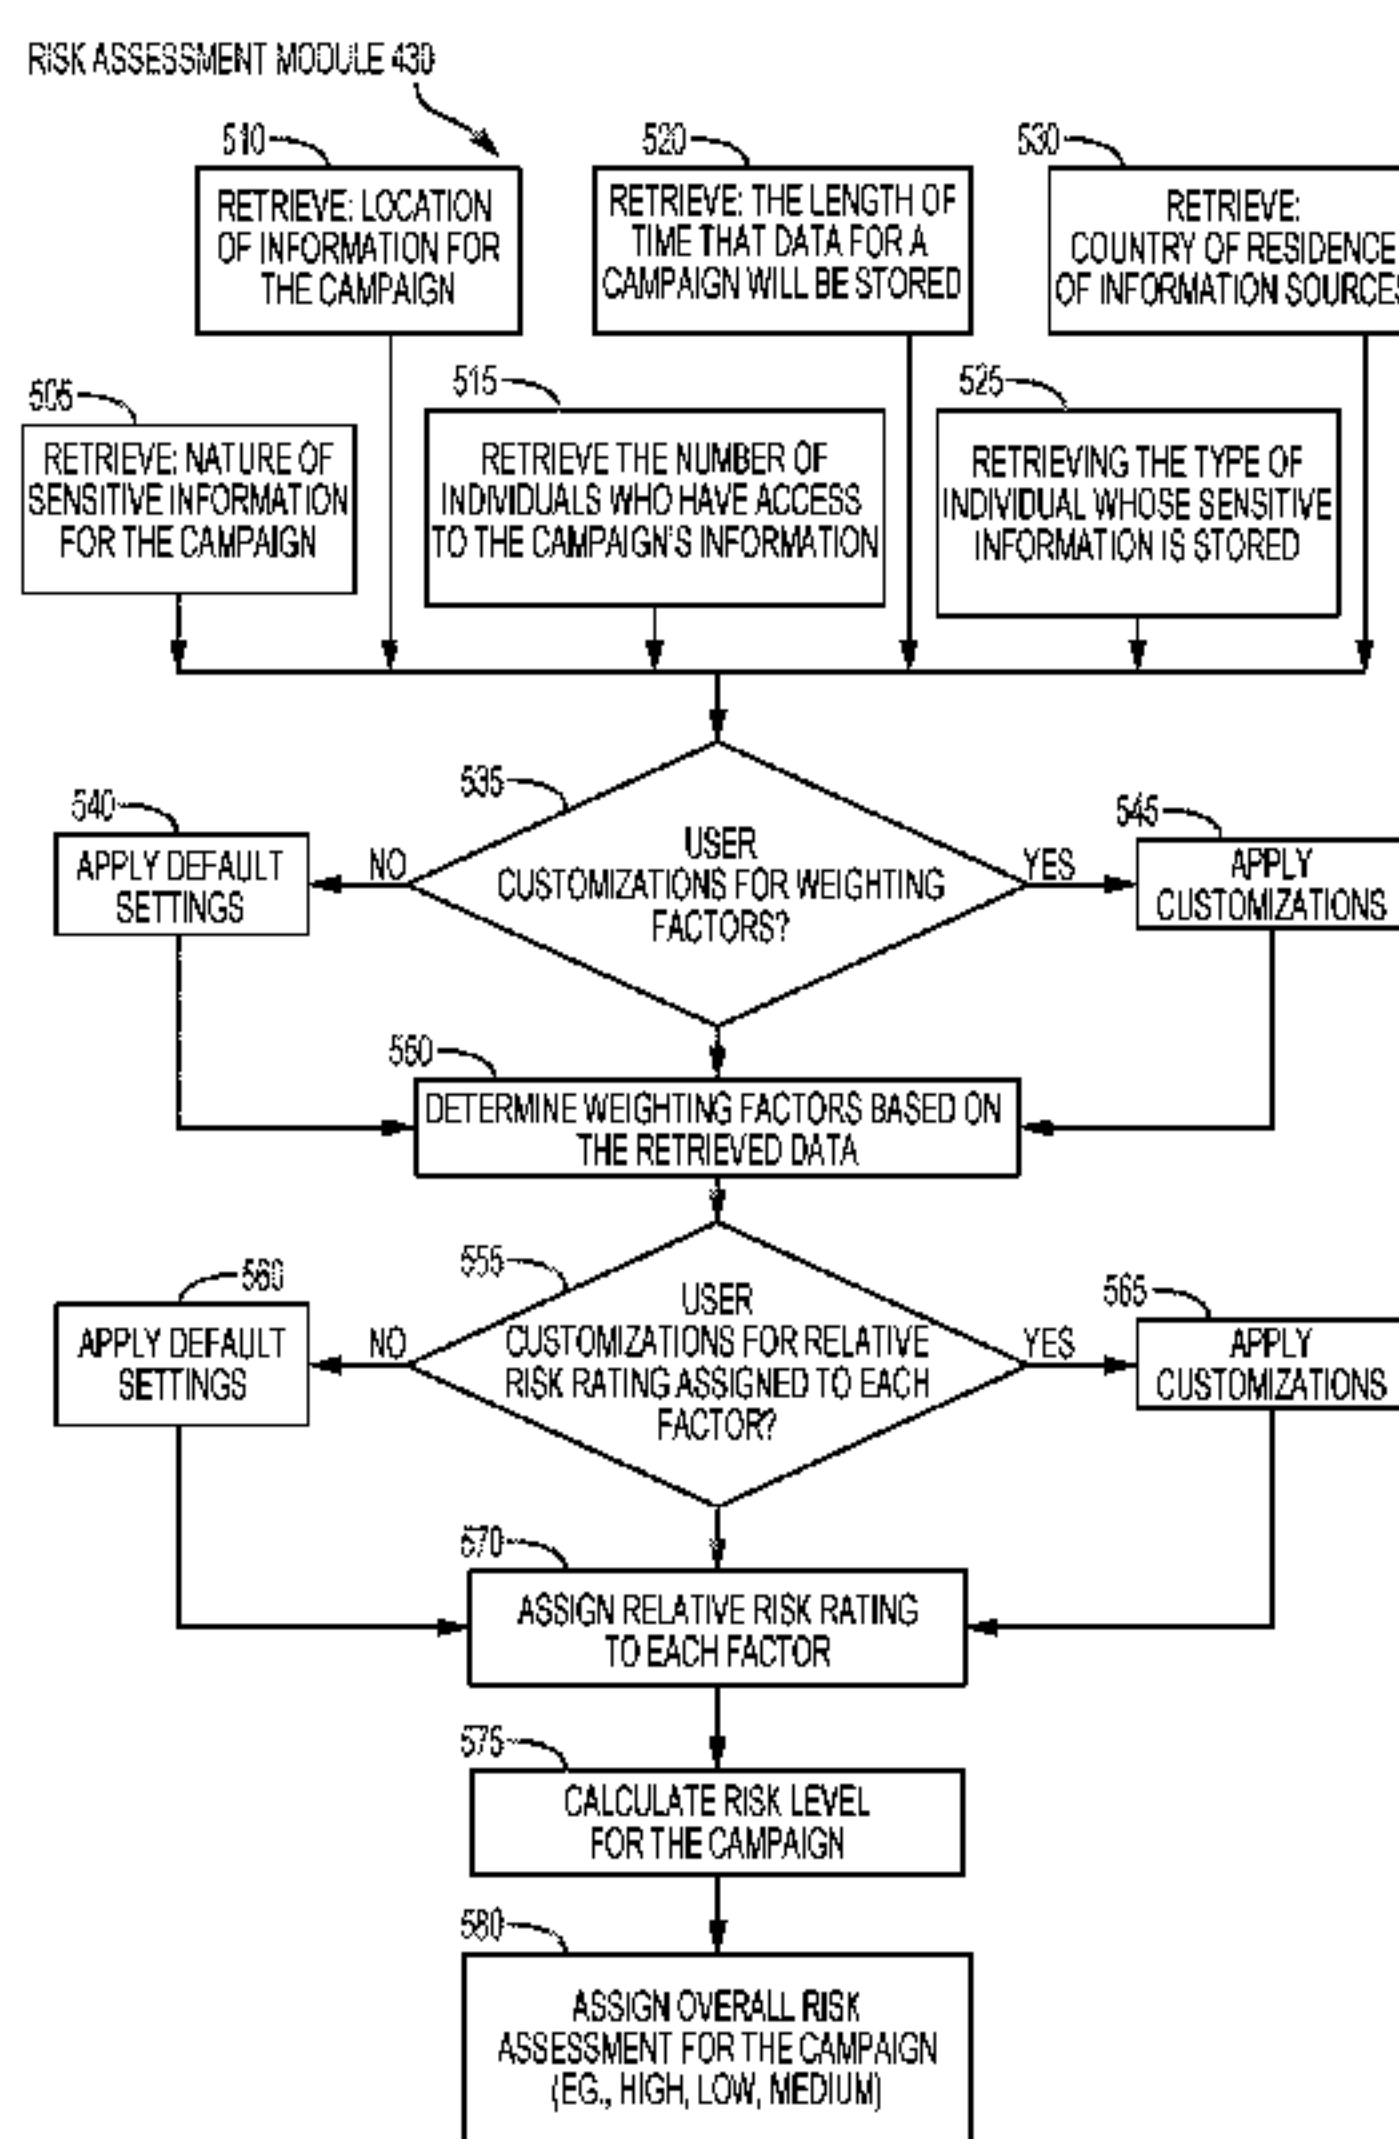 RISK ASSESSMENT MODULE 430
510
RETRIEVE: LOCATION
OF INFORMATION FOR
THE CAMPAIGN
520
RETRIEVE: THE LENGTH OF
TIME THAT DATA FOR A
CAMPAIGN WILL BE STORED
530
RETRIEVE:
COUNTRY OF RESIDENCE
OF INFORMATION SOURCES
505
RETRIEVE: NATURE OF
SENSITIVE INFORMATION
FOR THE CAMPAIGN
515
RETRIEVE THE NUMBER OF
INDIVIDUALS WHO HAVE ACCESS
TO THE CAMPAIGN'S INFORMATION
525
RETRIEVING THE TYPE OF
INDIVIDUAL WHOSE SENSITIVE
INFORMATION IS STORED
535
USER
CUSTOMIZATIONS FOR WEIGHTING
FACTORS?
NO
YES
540
APPLY DEFAULT
SETTINGS
545
APPLY
CUSTOMIZATIONS
550
DETERMINE WEIGHTING FACTORS BASED ON
THE RETRIEVED DATA
555
USER
CUSTOMIZATIONS FOR RELATIVE
RISK RATING ASSIGNED TO EACH
FACTOR?
NO
YES
560
APPLY DEFAULT
SETTINGS
565
APPLY
CUSTOMIZATIONS
570
ASSIGN RELATIVE RISK RATING
TO EACH FACTOR
575
CALCULATE RISK LEVEL
FOR THE CAMPAIGN
580
ASSIGN OVERALL RISK
ASSESSMENT FOR THE CAMPAIGN
(EG., HIGH, LOW, MEDIUM)